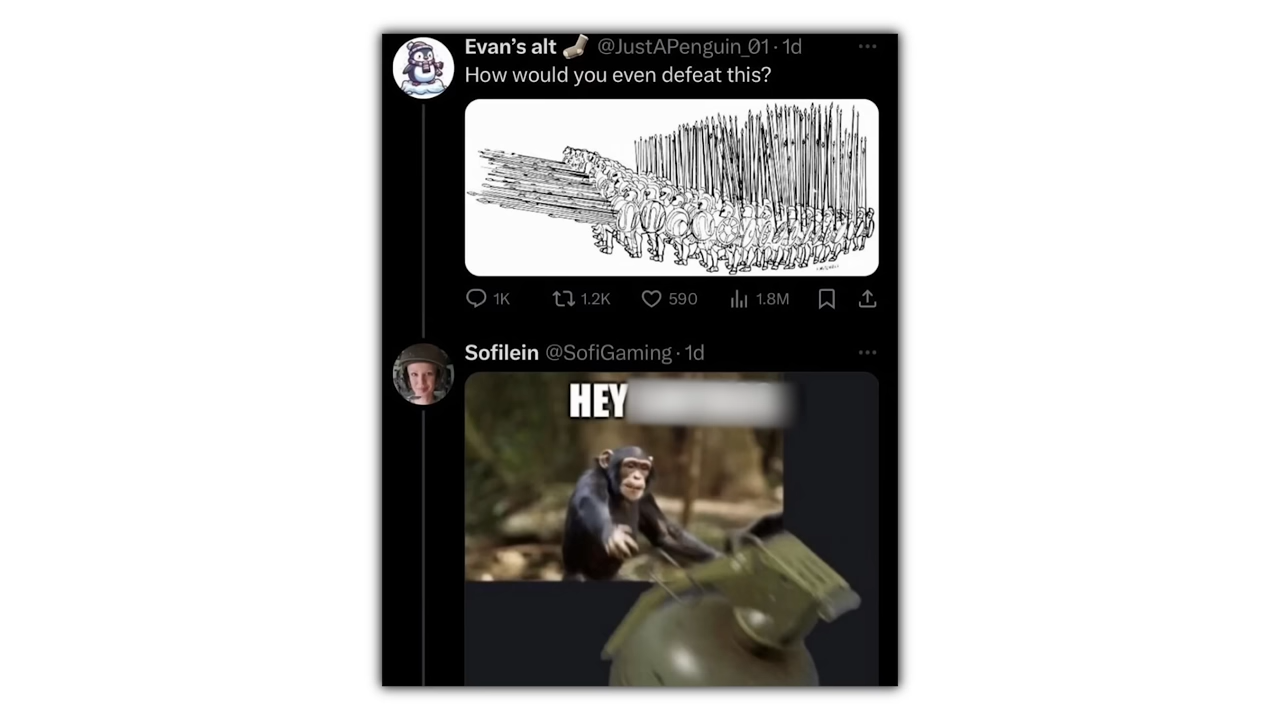 Evan's alt 🧦 @JustAPenguin_01 · 1d
How would you even defeat this?
1K 1.2K 590 1.8M
Sofilein @SofiGaming · 1d
HEY